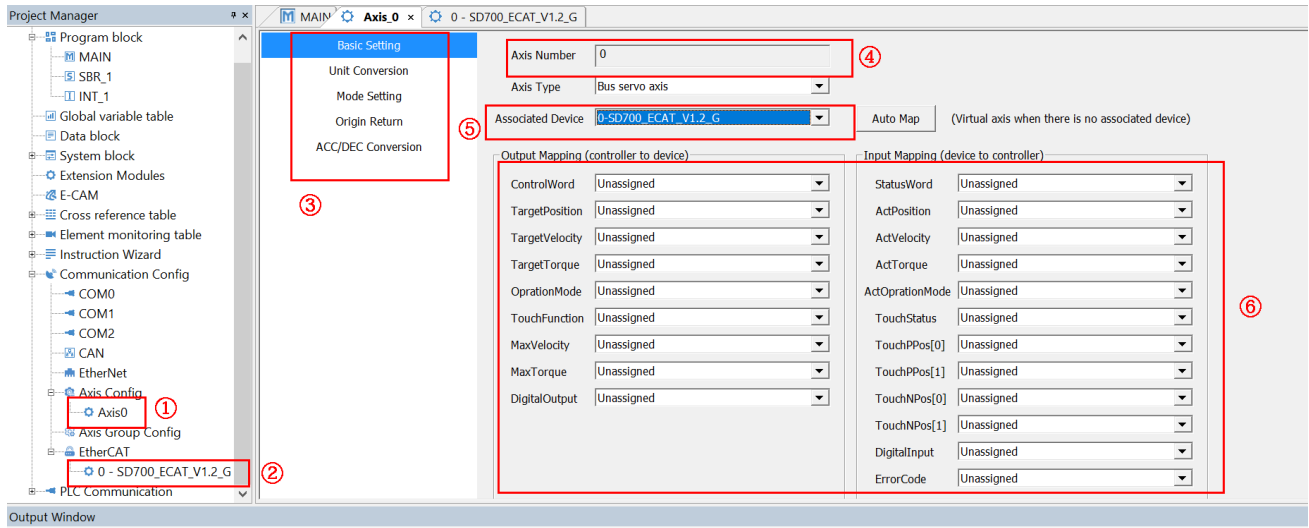 Project Manager
MAIN
Axis_0
0 - SD700_ECAT_V1.2_G
Program block
MAIN
SBR_1
INT_1
Global variable table
Data block
System block
Extension Modules
E-CAM
Cross reference table
Element monitoring table
Instruction Wizard
Communication Config
COM0
COM1
COM2
CAN
EtherNet
Axis Config
Axis0
①
Axis Group Config
EtherCAT
0 - SD700_ECAT_V1.2_G
②
PLC Communication
Basic Setting
Unit Conversion
Mode Setting
Origin Return
ACC/DEC Conversion
③
Axis Number 0
④
Axis Type Bus servo axis
⑤
Associated Device 0-SD700_ECAT_V1.2_G
Auto Map (Virtual axis when there is no associated device)
Output Mapping (controller to device)
ControlWord Unassigned
TargetPosition Unassigned
TargetVelocity Unassigned
TargetTorque Unassigned
OprationMode Unassigned
TouchFunction Unassigned
MaxVelocity Unassigned
MaxTorque Unassigned
DigitalOutput Unassigned
Input Mapping (device to controller)
StatusWord Unassigned
ActPosition Unassigned
ActVelocity Unassigned
ActTorque Unassigned
ActOprationMode Unassigned
TouchStatus Unassigned
TouchPPos[0] Unassigned
TouchPPos[1] Unassigned
TouchNPos[0] Unassigned
TouchNPos[1] Unassigned
DigitalInput Unassigned
ErrorCode Unassigned
⑥
Output Window